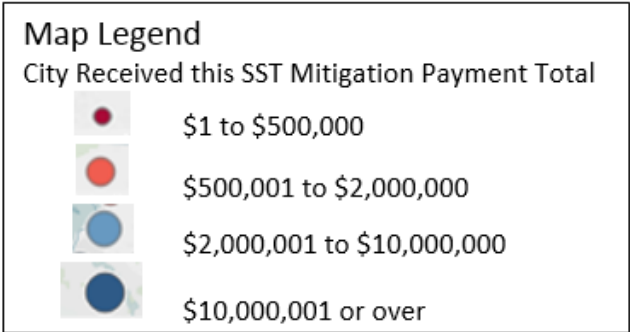 Map Legend
City Received this SST Mitigation Payment Total
$1 to $500,000
$500,001 to $2,000,000
$2,000,001 to $10,000,000
$10,000,001 or over